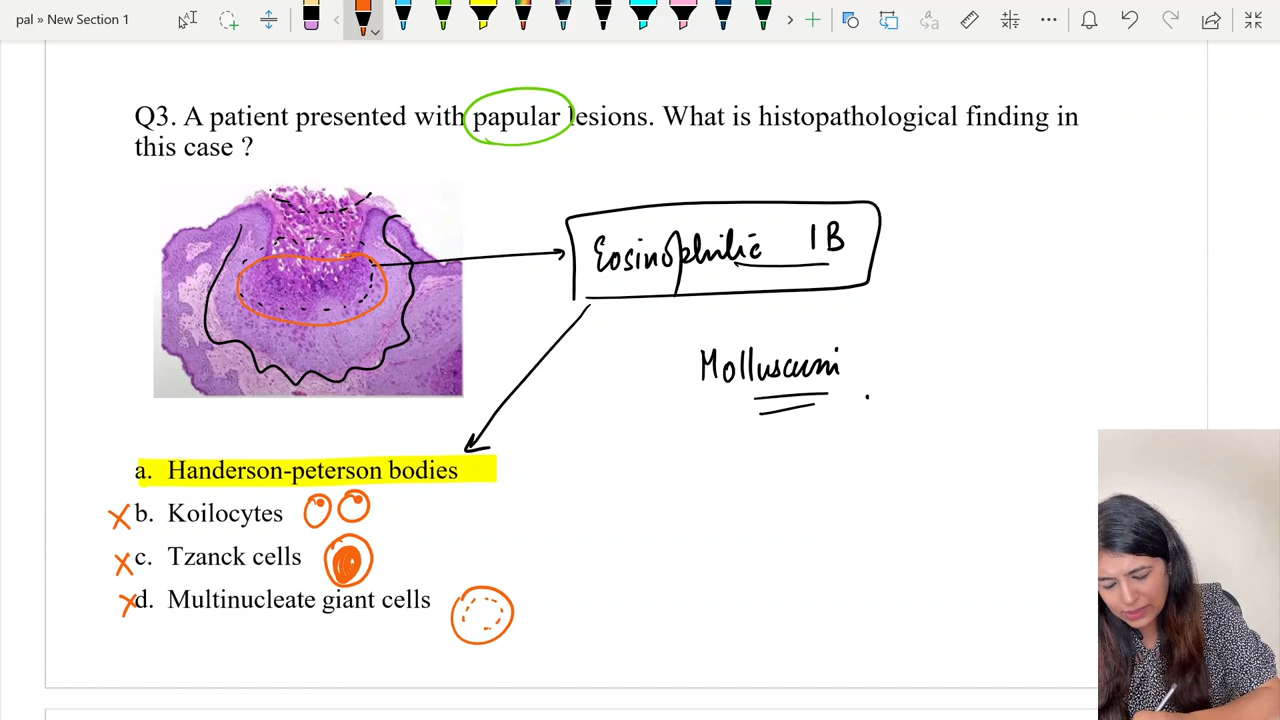 pal » New Section 1
Q3. A patient presented with papular lesions. What is histopathological finding in
this case ?
Eosinophilic IB
Molluscum
a. Handerson-peterson bodies
b. Koilocytes
c. Tzanck cells
d. Multinucleate giant cells